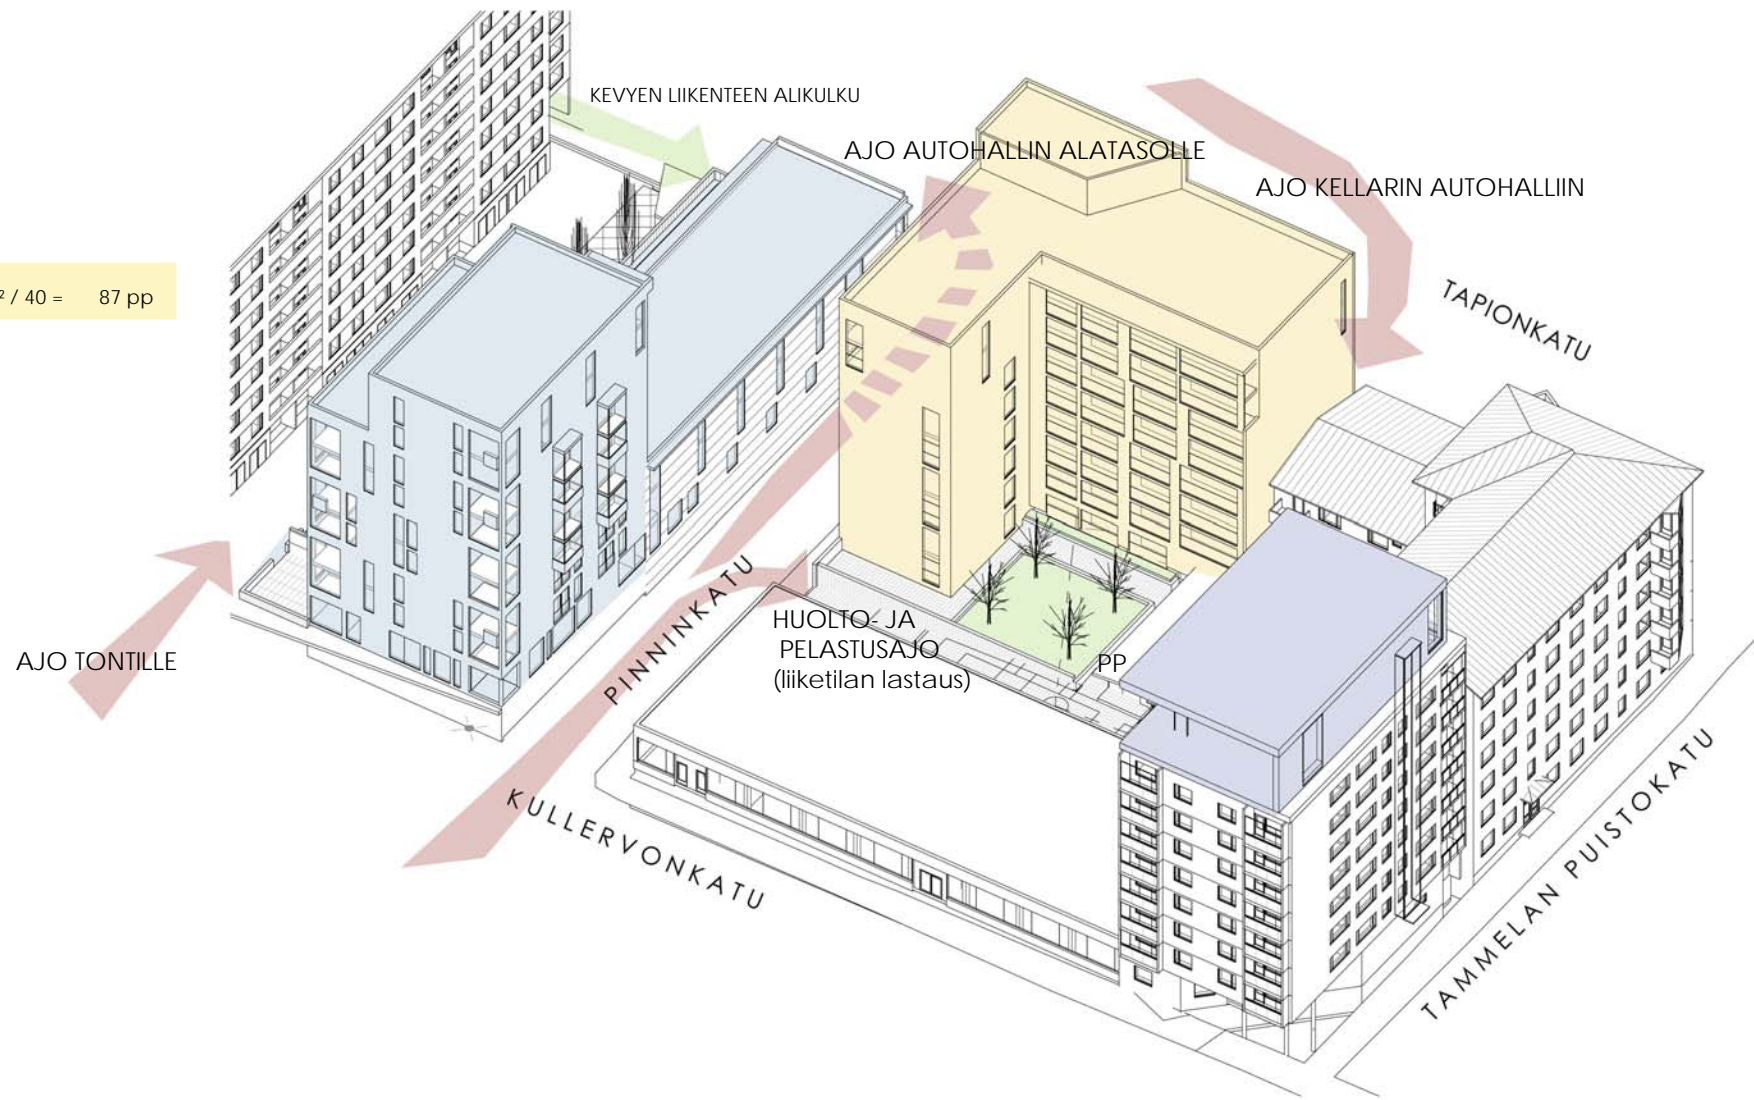 KEVYEN LIIKENTEEN ALIKULKU
AJO AUTOHALLIN ALATASOLLE
AJO KELLARIN AUTOHALLIIN
² / 40 = 87 pp
TAPIONKATU
AJO TONTILLE
PINNINKATU
HUOLTO- JA
PELASTUSAJO
(liiketilan lastaus)
PP
KULLERVONKATU
TAMMELAN PUISTOKATU